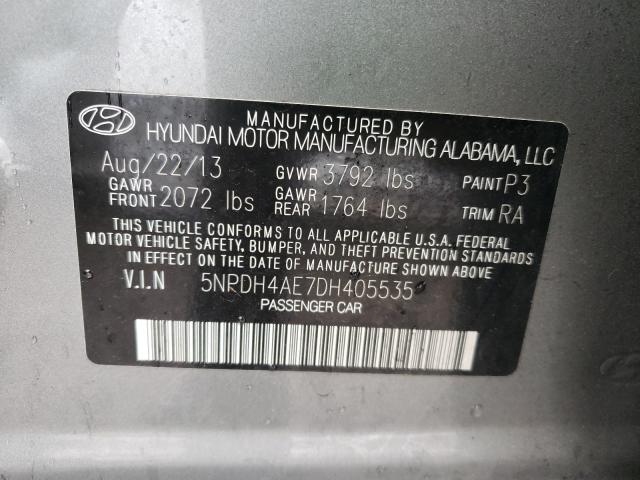 MANUFACTURED BY
HYUNDAI MOTOR MANUFACTURING ALABAMA, LLC
Aug/22/13 GVWR 3792 lbs PAINT P3
GAWR FRONT 2072 lbs GAWR REAR 1764 lbs TRIM RA
THIS VEHICLE CONFORMS TO ALL APPLICABLE U.S.A. FEDERAL
MOTOR VEHICLE SAFETY, BUMPER, AND THEFT PREVENTION STANDARDS
IN EFFECT ON THE DATE OF MANUFACTURE SHOWN ABOVE.
V.I.N 5NPDH4AE7DH405535
PASSENGER CAR